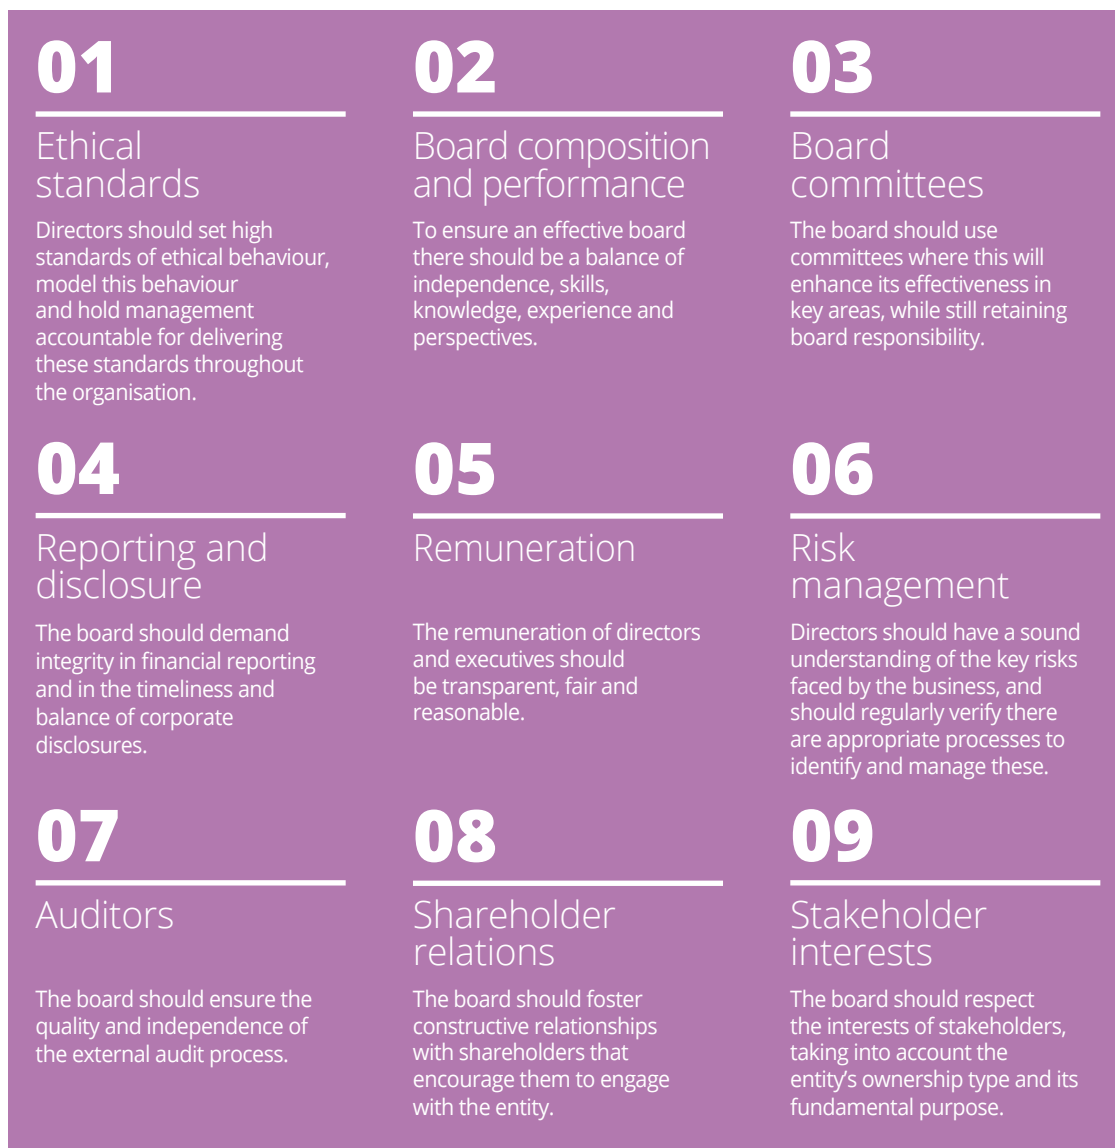 01
Ethical
standards
Directors should set high
standards of ethical behaviour,
model this behaviour
and hold management
accountable for delivering
these standards throughout
the organisation.
02
Board composition
and performance
To ensure an effective board
there should be a balance of
independence, skills,
knowledge, experience and
perspectives.
03
Board
committees
The board should use
committees where this will
enhance its effectiveness in
key areas, while still retaining
board responsibility.
04
Reporting and
disclosure
The board should demand
integrity in financial reporting
and in the timeliness and
balance of corporate
disclosures.
05
Remuneration
The remuneration of directors
and executives should
be transparent, fair and
reasonable.
06
Risk
management
Directors should have a sound
understanding of the key risks
faced by the business, and
should regularly verify there
are appropriate processes to
identify and manage these.
07
Auditors
The board should ensure the
quality and independence of
the external audit process.
08
Shareholder
relations
The board should foster
constructive relationships
with shareholders that
encourage them to engage
with the entity.
09
Stakeholder
interests
The board should respect
the interests of stakeholders,
taking into account the
entity’s ownership type and its
fundamental purpose.